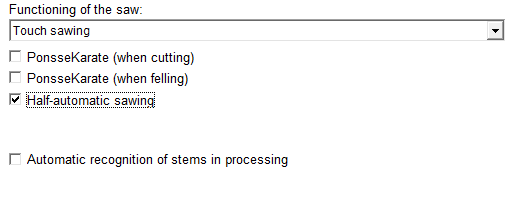 Functioning of the saw:
Touch sawing
PonsseKarate (when cutting)
PonsseKarate (when felling)
Half-automatic sawing
Automatic recognition of stems in processing